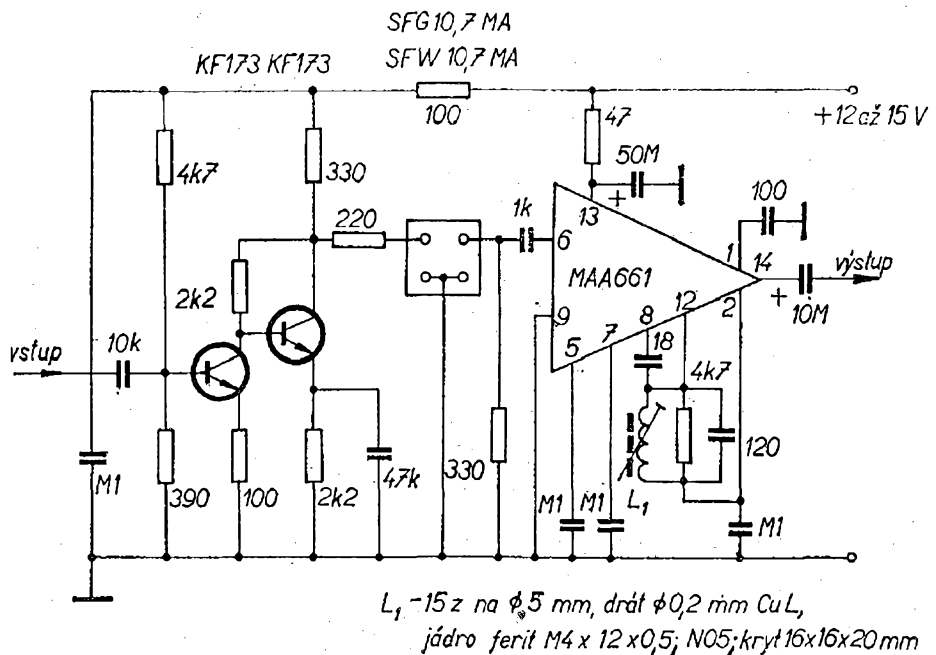 SFG 10,7 MA
SFW 10,7 MA
KF173 KF173
100
+12 až 15 V
47
4k7
330
50M
+
13
100
220
1k
6
1
14
MAA661
výstup
2k2
+
10M
9
12
2
10k
8
vstup
5
7
18
4k7
120
M1
390
100
2k2
47k
330
M1
M1
L₁
M1
L₁ - 15 z na ϕ 5 mm, drát ϕ 0,2 mm CuL,
jádro ferit M4 x 12 x 0,5; N05; kryt 16x16x20 mm